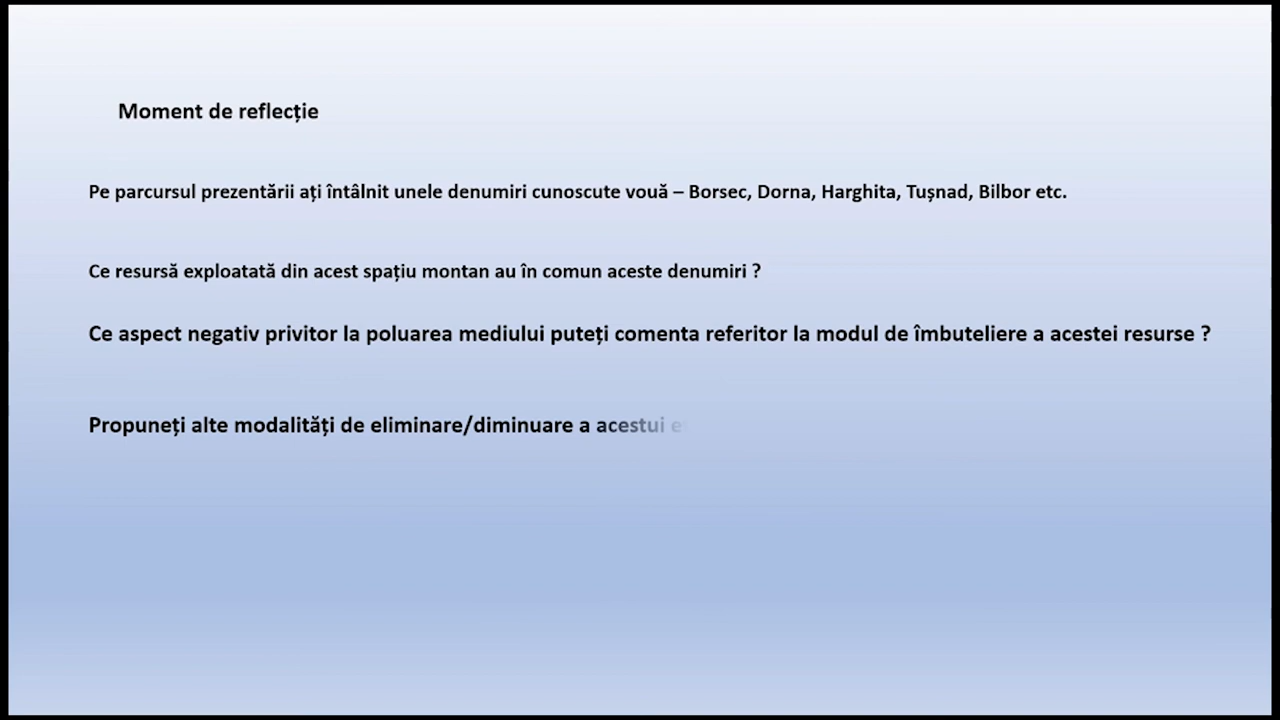 Moment de reflecție
Pe parcursul prezentării ați întâlnit unele denumiri cunoscute vouă – Borsec, Dorna, Harghita, Tușnad, Bilbor etc.
Ce resursă exploatată din acest spațiu montan au în comun aceste denumiri ?
Ce aspect negativ privitor la poluarea mediului puteți comenta referitor la modul de îmbuteliere a acestei resurse ?
Propuneți alte modalități de eliminare/diminuare a acestui